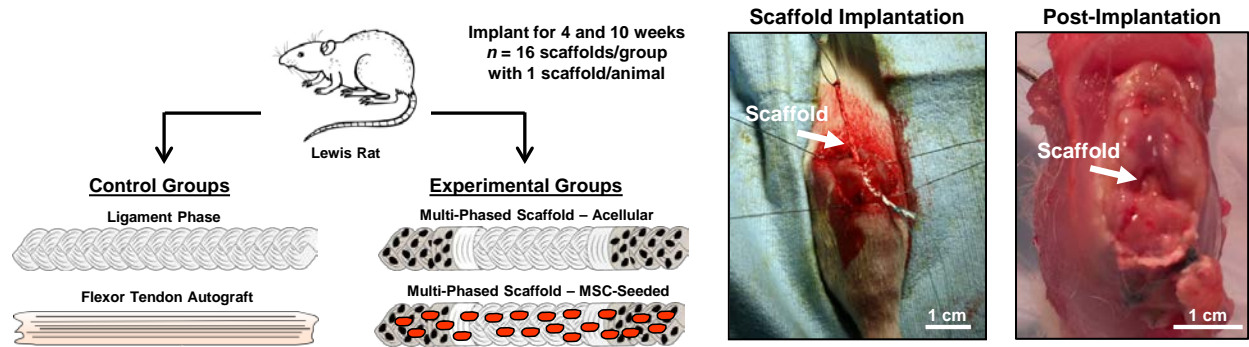 Implant for 4 and 10 weeks
n = 16 scaffolds/group
with 1 scaffold/animal
Lewis Rat
Control Groups
Ligament Phase
Flexor Tendon Autograft
Experimental Groups
Multi-Phased Scaffold – Acellular
Multi-Phased Scaffold – MSC-Seeded
Scaffold Implantation
Scaffold
1 cm
Post-Implantation
Scaffold
1 cm